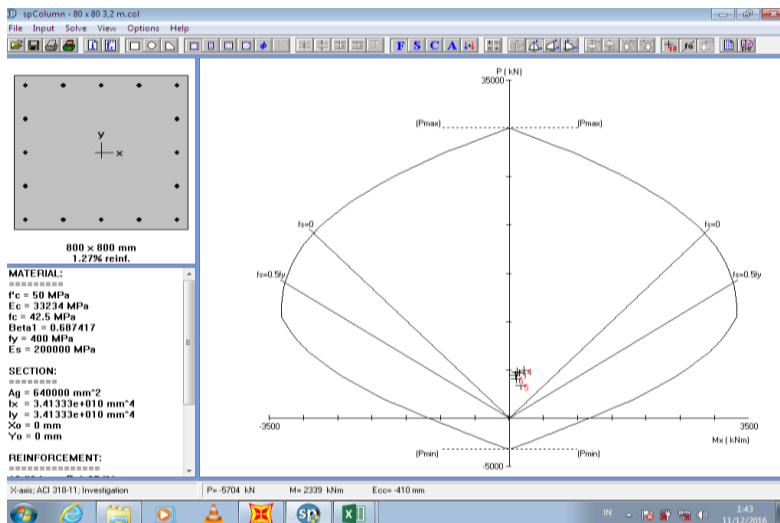 spColumn - 80 x 80 3,2 m.col
File Input Solve View Options Help
F S C A
y
x
800 x 800 mm
1.27% reinf.
MATERIAL:
=========
f'c = 50 MPa
Ec = 33234 MPa
fc = 42.5 MPa
Beta1 = 0.687417
fy = 400 MPa
Es = 200000 MPa
SECTION:
========
Ag = 640000 mm^2
Ix = 3.41333e+010 mm^4
Iy = 3.41333e+010 mm^4
Xo = 0 mm
Yo = 0 mm
REINFORCEMENT:
P ( kN)
35000
(Pmax)
(Pmax)
fs=0
fs=0
fs=0.5fy
fs=0.5fy
4
5
-3500
3500
Mx ( kNm)
(Pmin)
(Pmin)
-5000
X-axis; ACI 318-11; Investigation
P= -5704 kN M= 2339 kNm Ecc= -410 mm
IN
1:43
11/12/2016